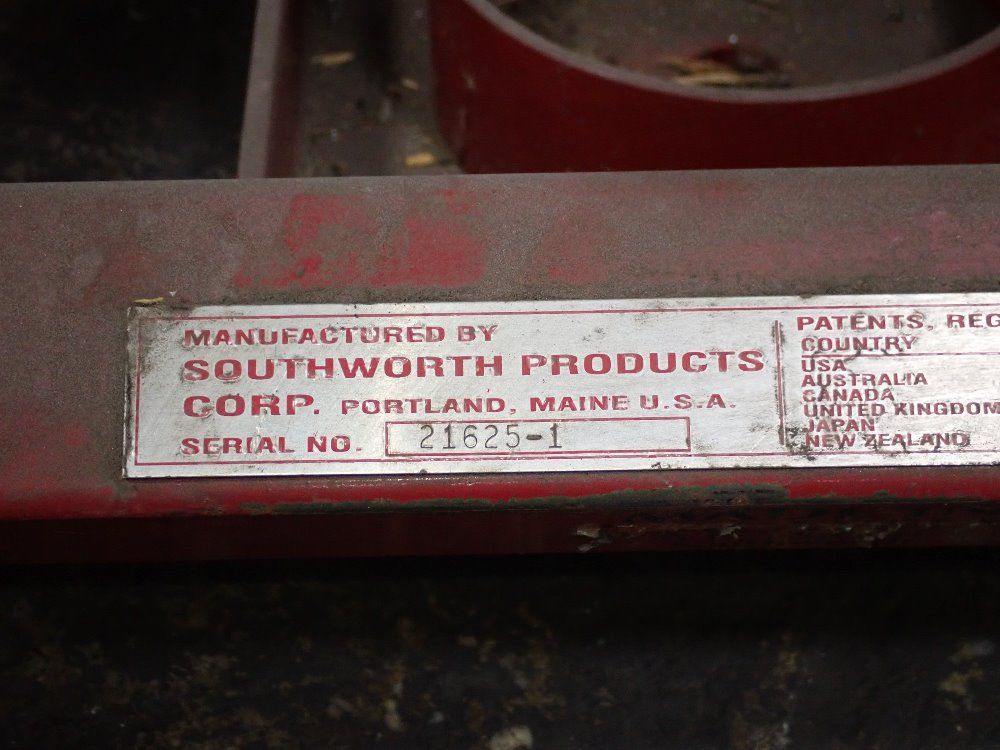 MANUFACTURED BY
SOUTHWORTH PRODUCTS
CORP. PORTLAND, MAINE U.S.A.
SERIAL NO. 21625-1
PATENTS, REG
COUNTRY
USA
AUSTRALIA
CANADA
UNITED KINGDOM
JAPAN
NEW ZEALAND